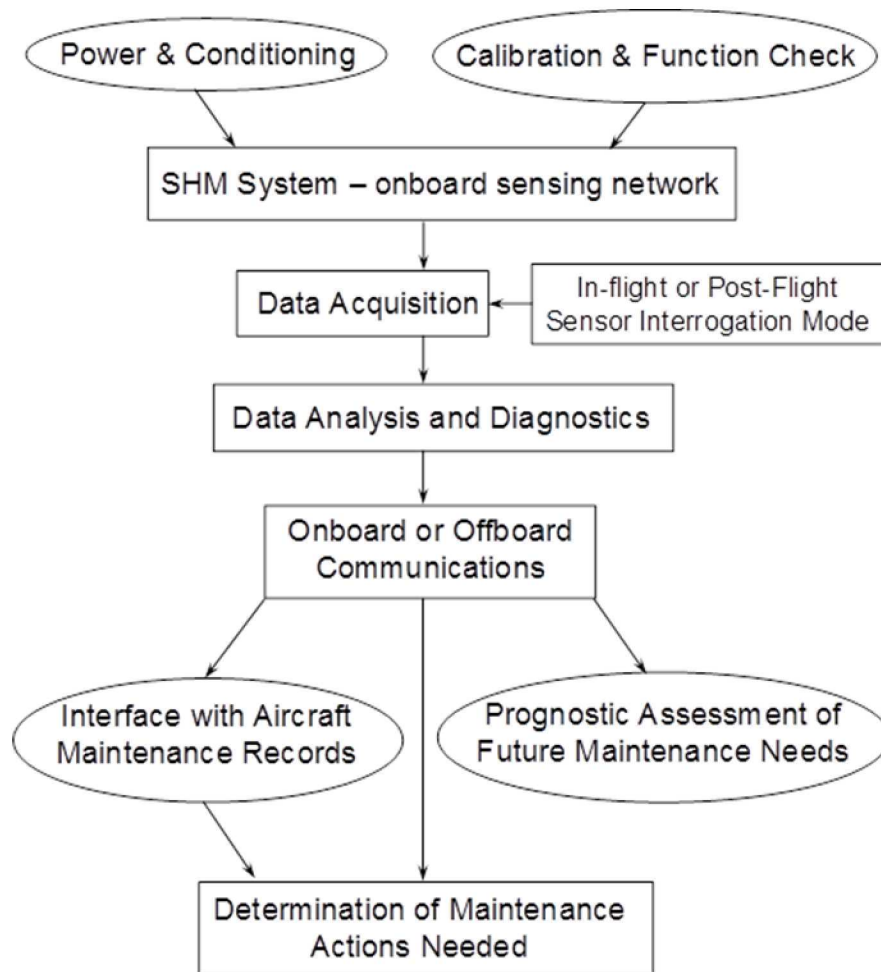 Power & Conditioning
Calibration & Function Check
SHM System – onboard sensing network
Data Acquisition
In-flight or Post-Flight
Sensor Interrogation Mode
Data Analysis and Diagnostics
Onboard or Offboard
Communications
Interface with Aircraft
Maintenance Records
Prognostic Assessment of
Future Maintenance Needs
Determination of Maintenance
Actions Needed